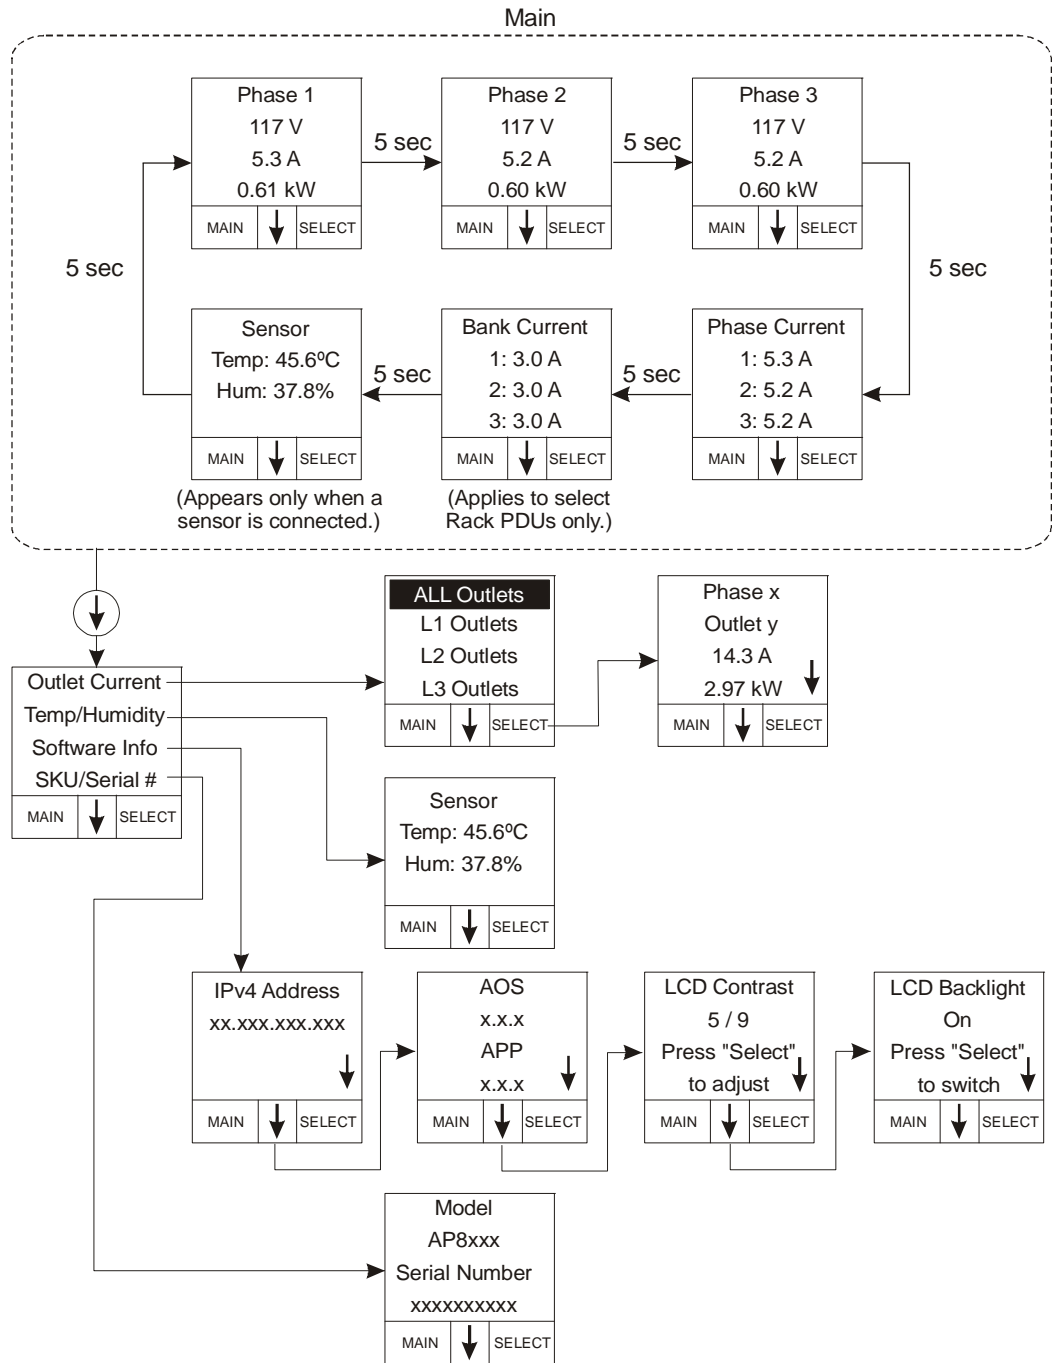 Main
Phase 1
117 V
5.3 A
0.61 kW
MAIN SELECT
5 sec
Phase 2
117 V
5.2 A
0.60 kW
MAIN SELECT
5 sec
Phase 3
117 V
5.2 A
0.60 kW
MAIN SELECT
5 sec
5 sec
Sensor
Temp: 45.6ºC
Hum: 37.8%
MAIN SELECT
(Appears only when a
sensor is connected.)
5 sec
Bank Current
1: 3.0 A
2: 3.0 A
3: 3.0 A
MAIN SELECT
(Applies to select
Rack PDUs only.)
5 sec
Phase Current
1: 5.3 A
2: 5.2 A
3: 5.2 A
MAIN SELECT
Outlet Current
Temp/Humidity
Software Info
SKU/Serial #
MAIN SELECT
ALL Outlets
L1 Outlets
L2 Outlets
L3 Outlets
MAIN SELECT
Phase x
Outlet y
14.3 A
2.97 kW
MAIN SELECT
Sensor
Temp: 45.6ºC
Hum: 37.8%
MAIN SELECT
IPv4 Address
xx.xxx.xxx.xxx
MAIN SELECT
AOS
x.x.x
APP
x.x.x
MAIN SELECT
LCD Contrast
5 / 9
Press "Select"
to adjust
MAIN SELECT
LCD Backlight
On
Press "Select"
to switch
MAIN SELECT
Model
AP8xxx
Serial Number
xxxxxxxxxx
MAIN SELECT